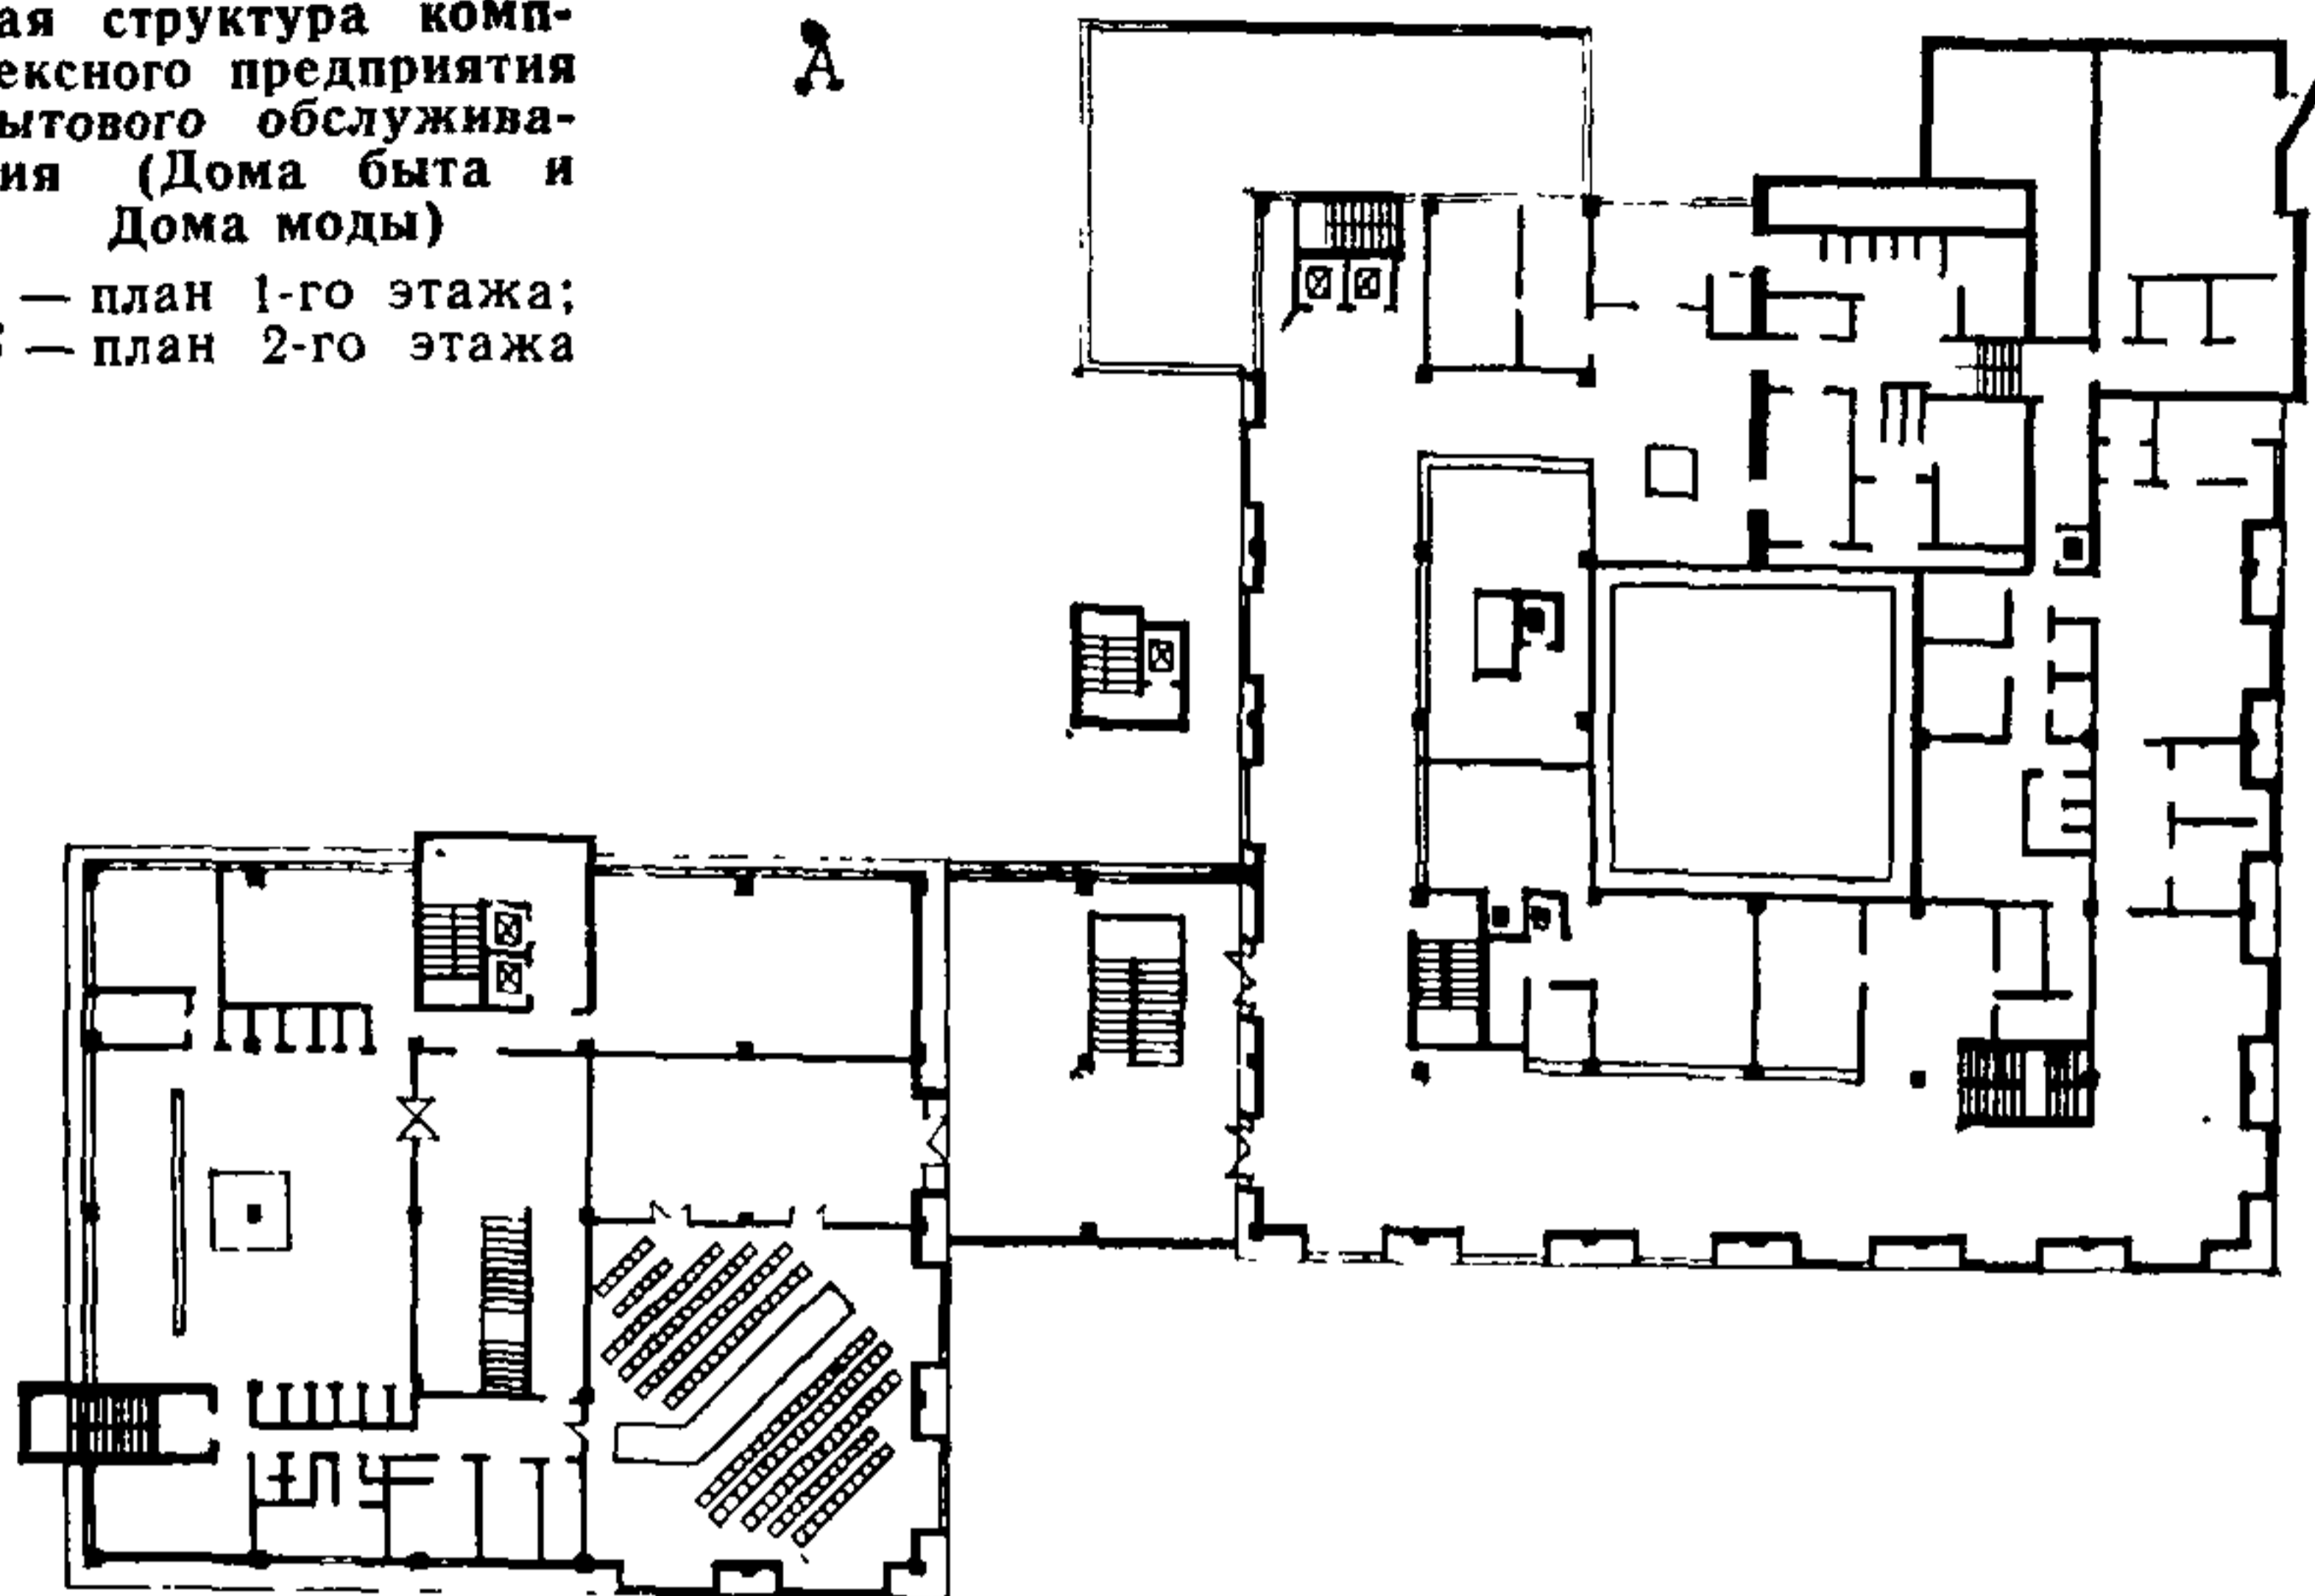 ая структура комп-
ексного предприятия
ытового обслужива-
ия (Дома быта и
Дома моды)
— план 1-го этажа;
— план 2-го этажа